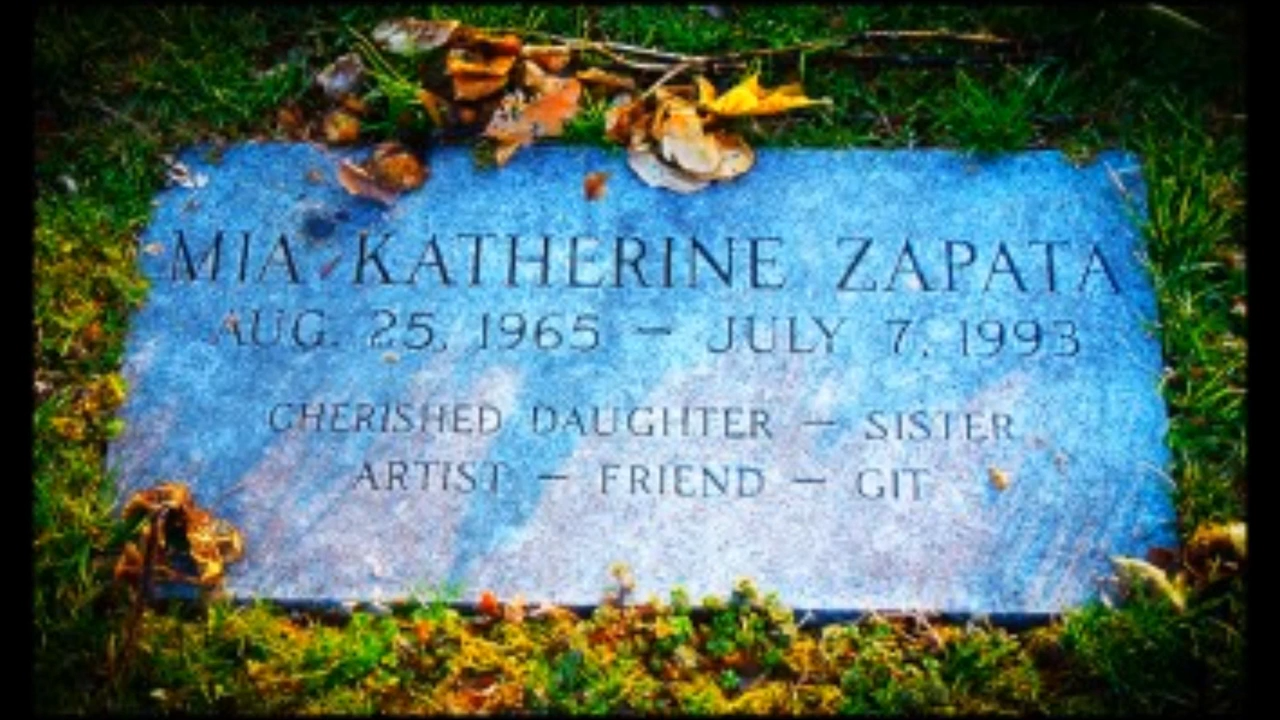 MIA KATHERINE ZAPATA
AUG. 25, 1965 — JULY 7, 1993
CHERISHED DAUGHTER — SISTER
ARTIST — FRIEND — GIT